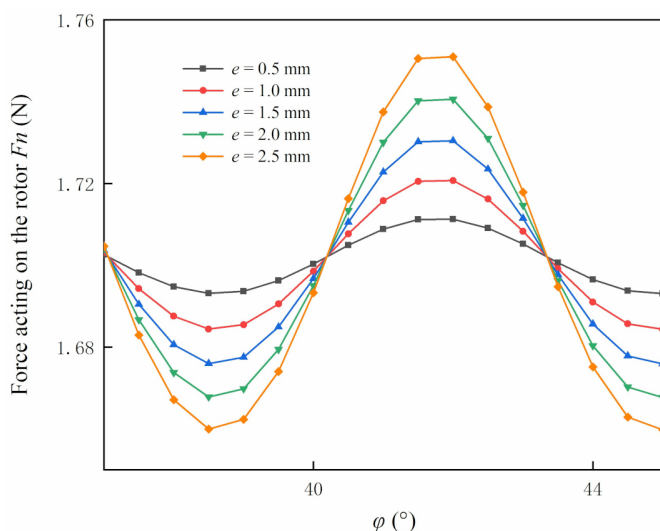 1.76
1.72
1.68
Force acting on the rotor Fn (N)
e = 0.5 mm
e = 1.0 mm
e = 1.5 mm
e = 2.0 mm
e = 2.5 mm
40
44
φ (°)